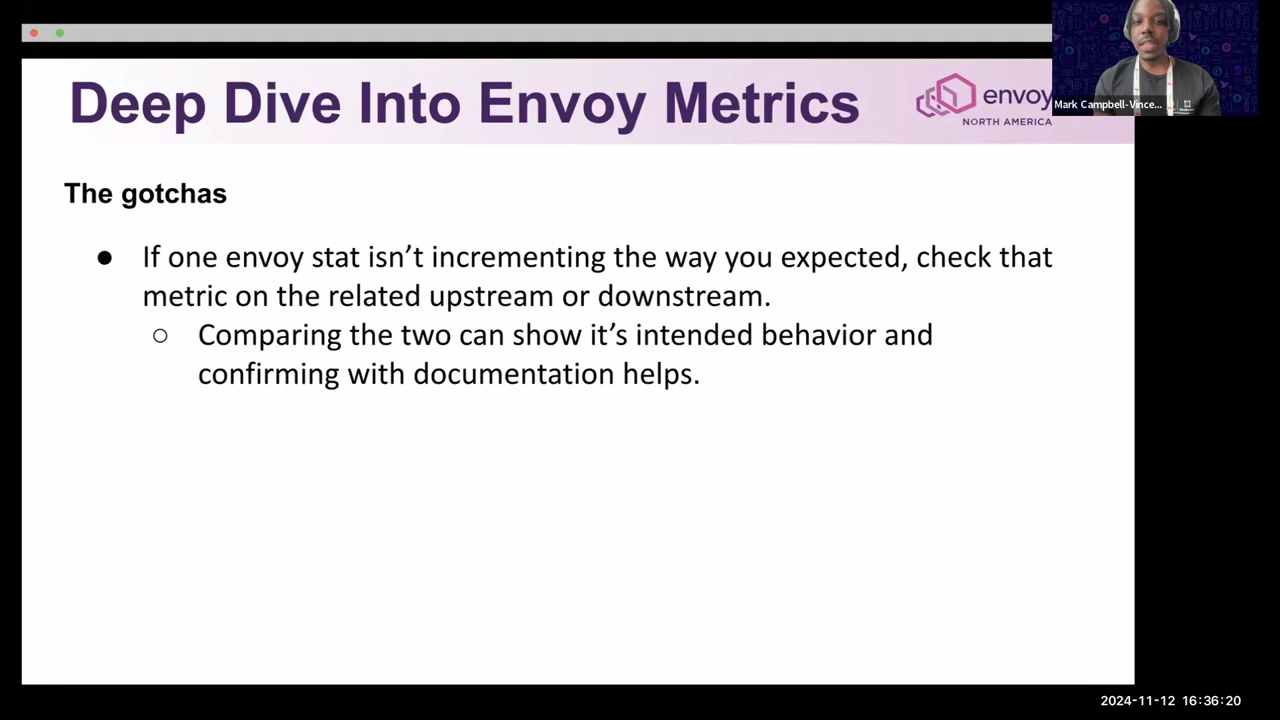 Deep Dive Into Envoy Metrics
envoy
NORTH AMERICA
Mark Campbell-Vince...
The gotchas
● If one envoy stat isn’t incrementing the way you expected, check that
metric on the related upstream or downstream.
○ Comparing the two can show it’s intended behavior and
confirming with documentation helps.
2024-11-12 16:36:20